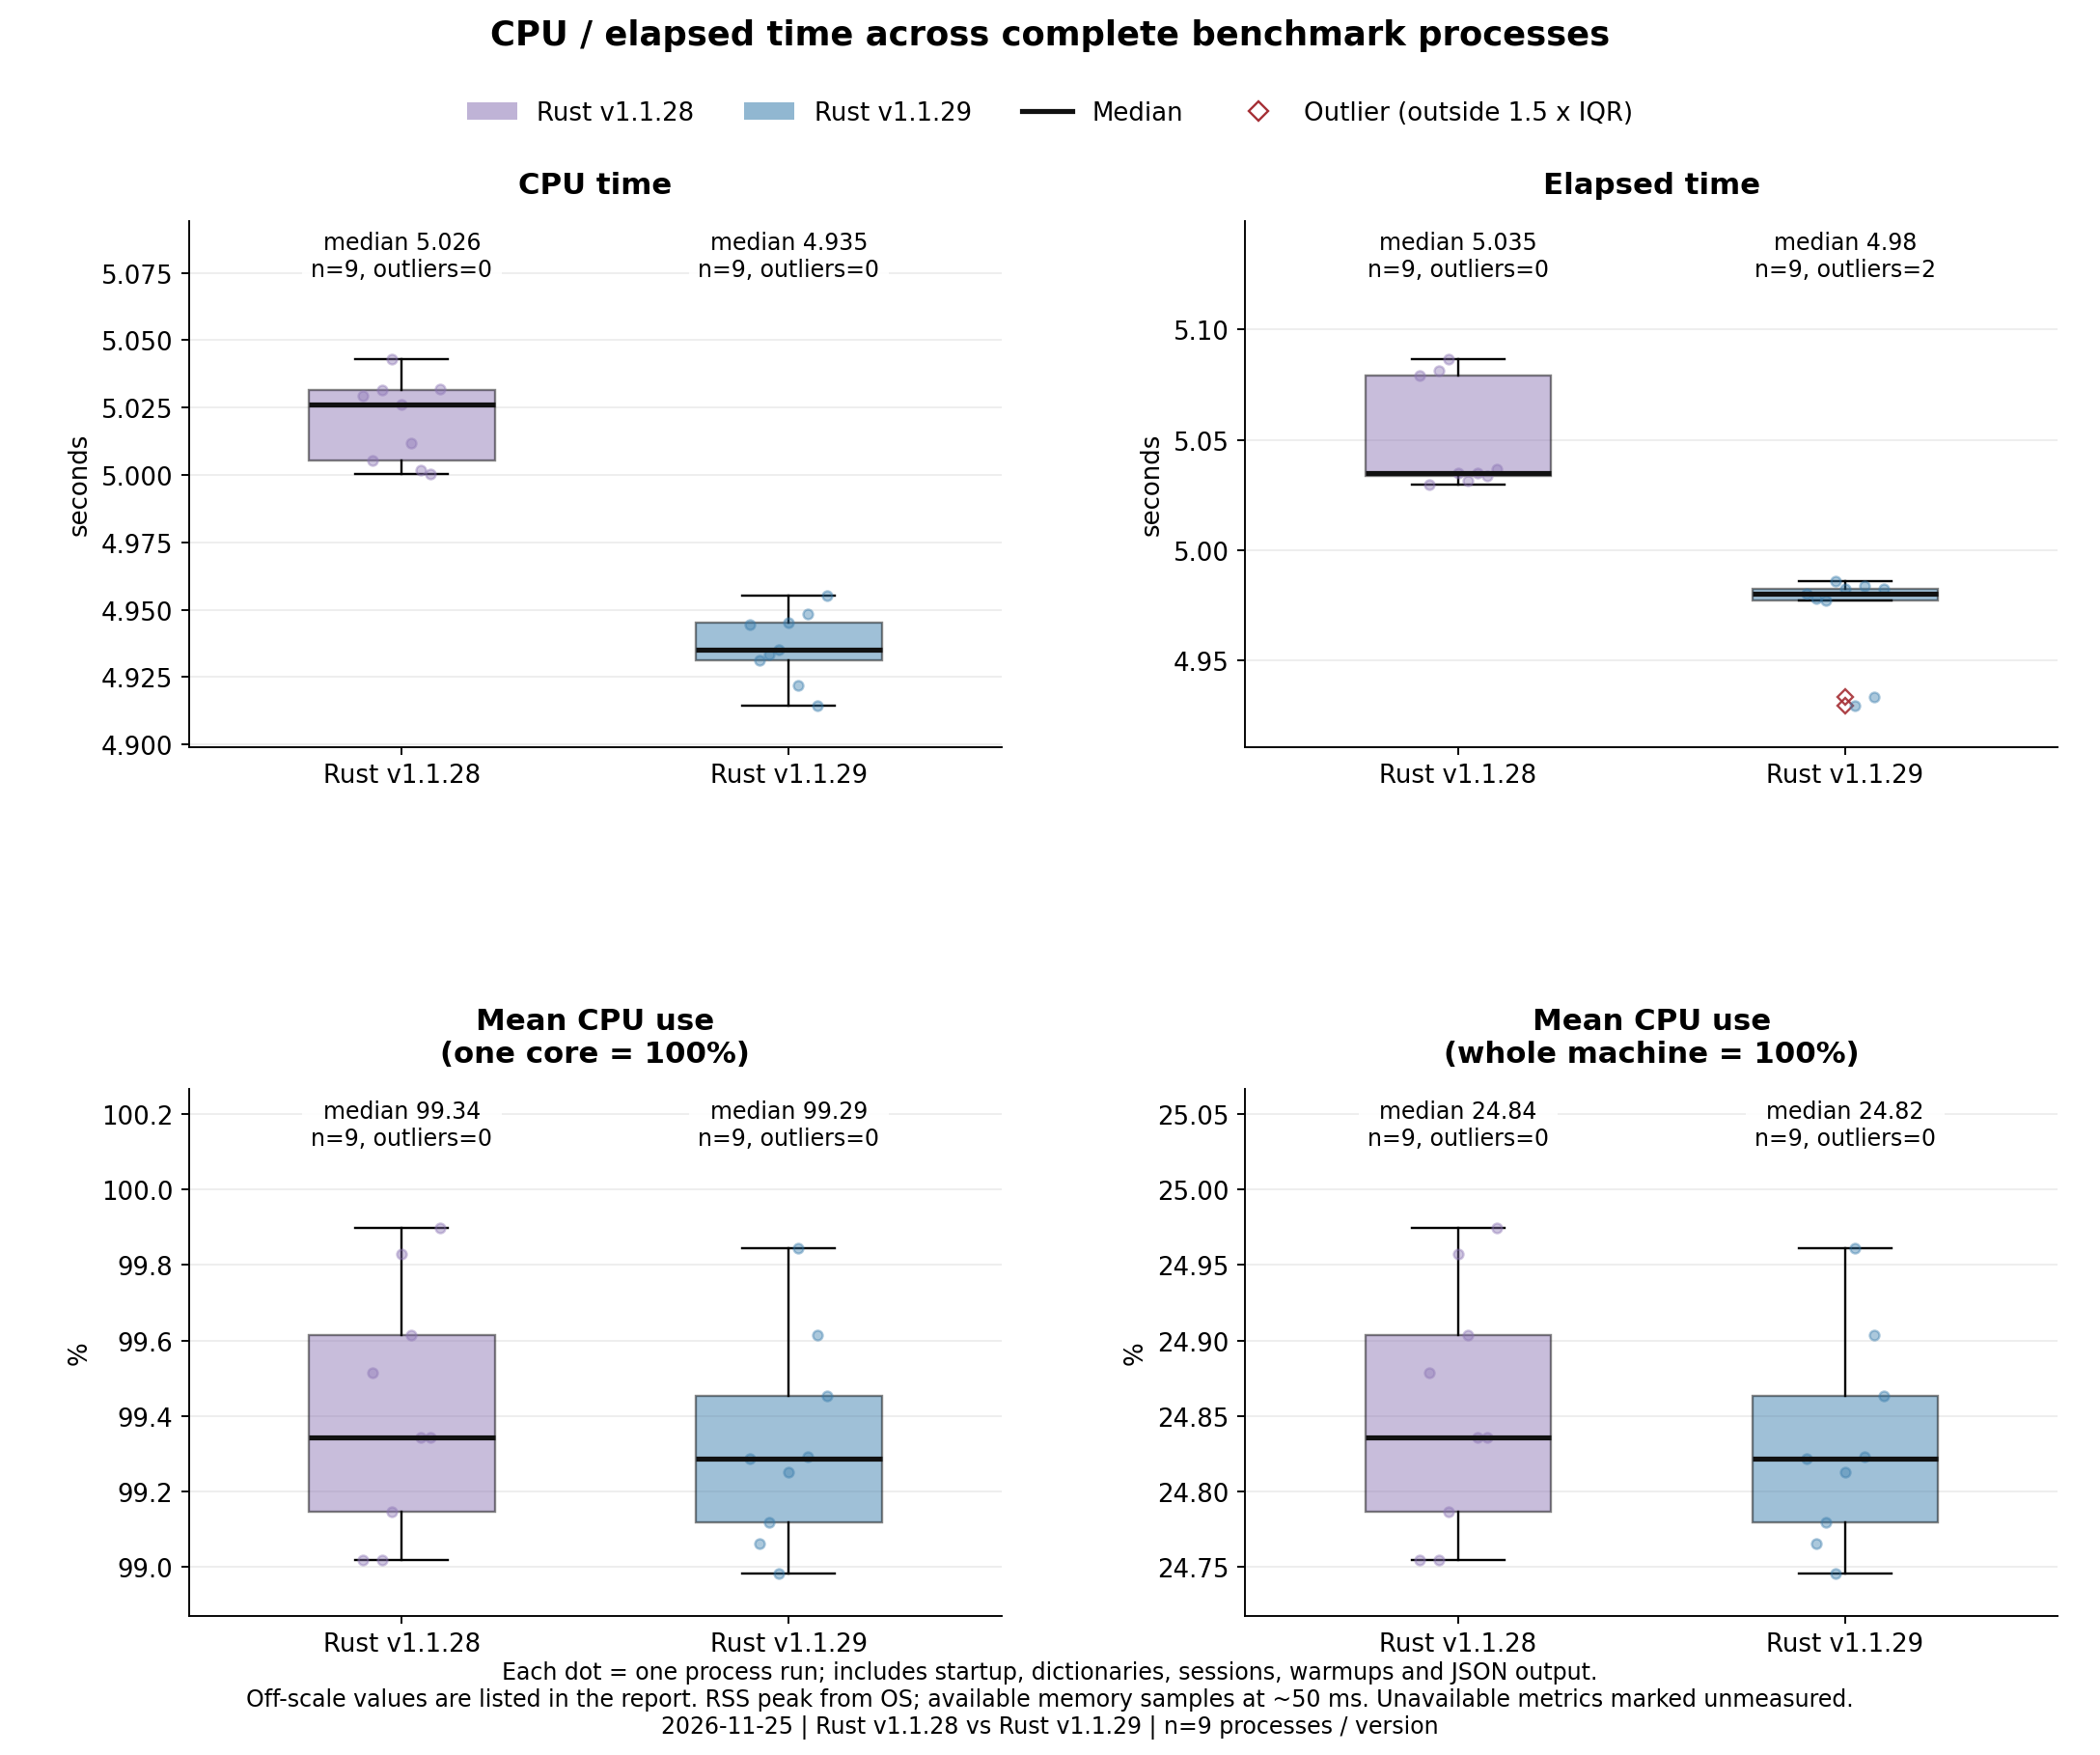 CPU / elapsed time across complete benchmark processes
Rust v1.1.28
Rust v1.1.29
Median
Outlier (outside 1.5 x IQR)
CPU time
median 5.026
n=9, outliers=0
median 4.935
n=9, outliers=0
5.075
5.050
5.025
5.000
4.975
4.950
4.925
4.900
seconds
Rust v1.1.28
Rust v1.1.29
Elapsed time
median 5.035
n=9, outliers=0
median 4.98
n=9, outliers=2
5.10
5.05
5.00
4.95
seconds
Rust v1.1.28
Rust v1.1.29
Mean CPU use
(one core = 100%)
median 99.34
n=9, outliers=0
median 99.29
n=9, outliers=0
100.2
100.0
99.8
99.6
99.4
99.2
99.0
%
Rust v1.1.28
Rust v1.1.29
Mean CPU use
(whole machine = 100%)
median 24.84
n=9, outliers=0
median 24.82
n=9, outliers=0
25.05
25.00
24.95
24.90
24.85
24.80
24.75
%
Rust v1.1.28
Rust v1.1.29
Each dot = one process run; includes startup, dictionaries, sessions, warmups and JSON output.
Off-scale values are listed in the report. RSS peak from OS; available memory samples at ~50 ms. Unavailable metrics marked unmeasured.
2026-11-25 | Rust v1.1.28 vs Rust v1.1.29 | n=9 processes / version